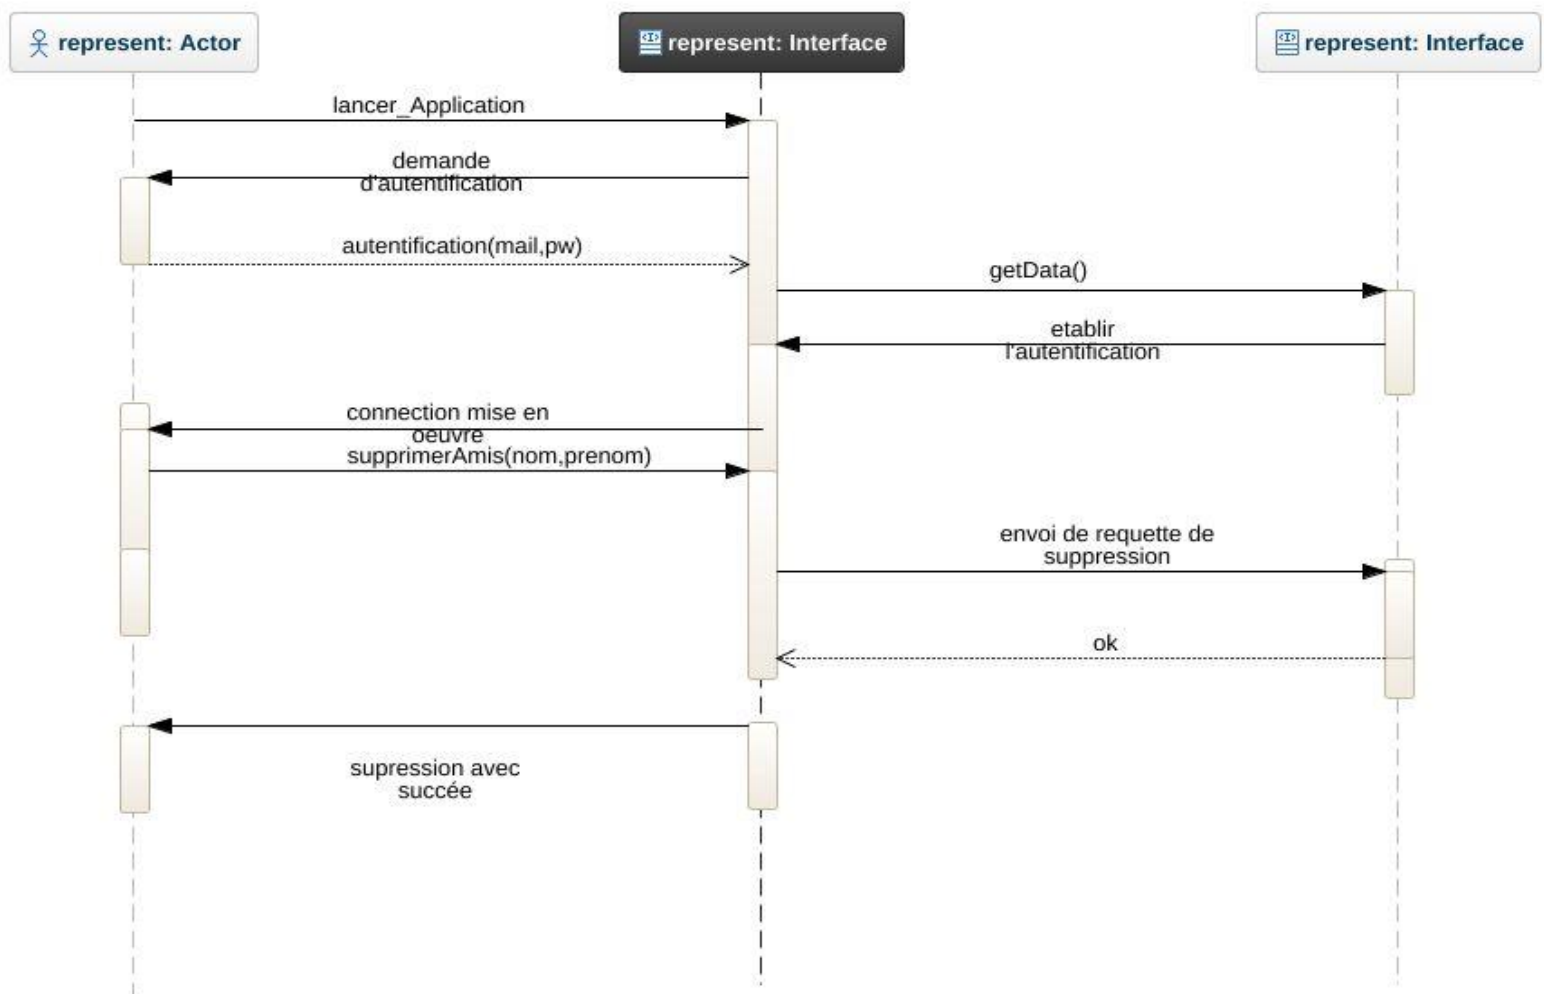 represent: Actor
represent: Interface
represent: Interface
lancer_Application
demande
d'autentification
autentification(mail,pw)
getData()
etablir
l'autentification
connection mise en
oeuvre
supprimerAmis(nom,prenom)
envoi de requette de
suppression
ok
supression avec
succée